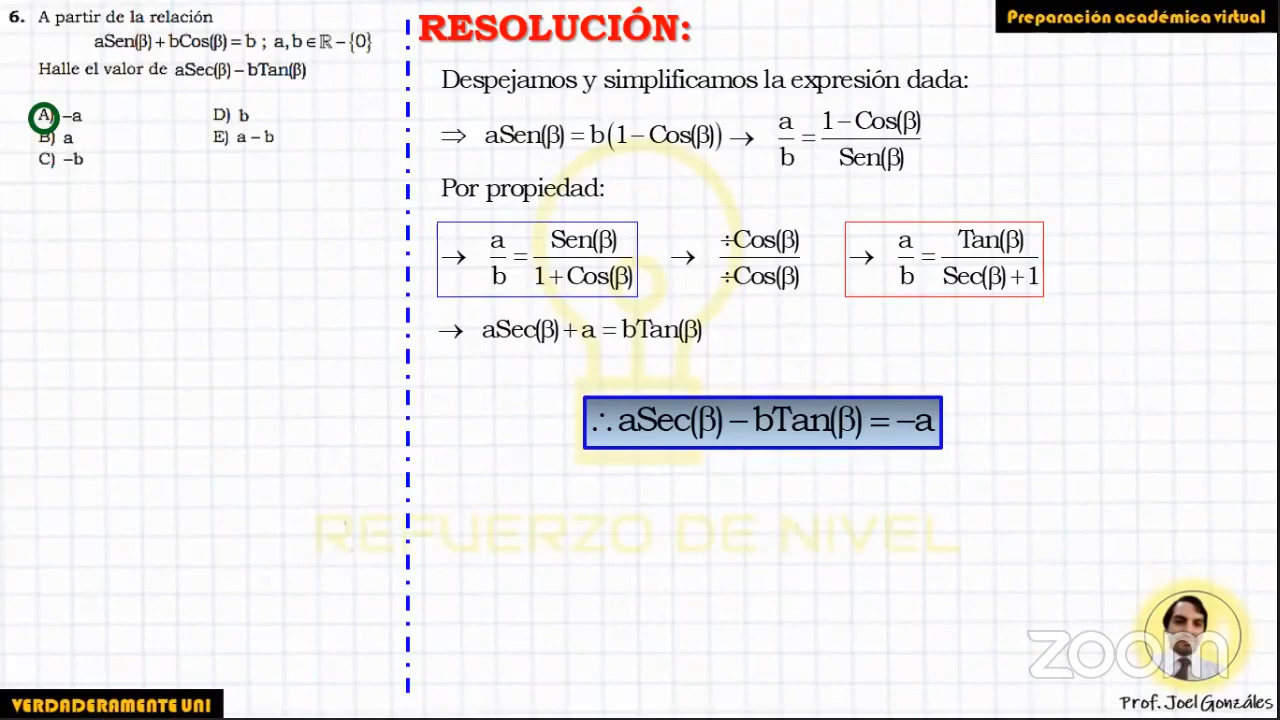 6. A partir de la relación
aSen(β) + bCos(β) = b ; a,b ∈ ℝ − {0}
Halle el valor de aSec(β) − bTan(β)
A) −a
B) a
C) −b
D) b
E) a − b
RESOLUCIÓN:
Preparación académica virtual
Despejamos y simplificamos la expresión dada:
⇒ aSen(β) = b(1 − Cos(β)) → a/b = (1 − Cos(β))/Sen(β)
Por propiedad:
→ a/b = Sen(β)/(1 + Cos(β)) → ÷Cos(β)/÷Cos(β) → a/b = Tan(β)/(Sec(β) + 1)
→ aSec(β) + a = bTan(β)
∴ aSec(β) − bTan(β) = −a
REFUERZO DE NIVEL
zoom
Prof. Joel Gonzáles
VERDADERAMENTE UNI